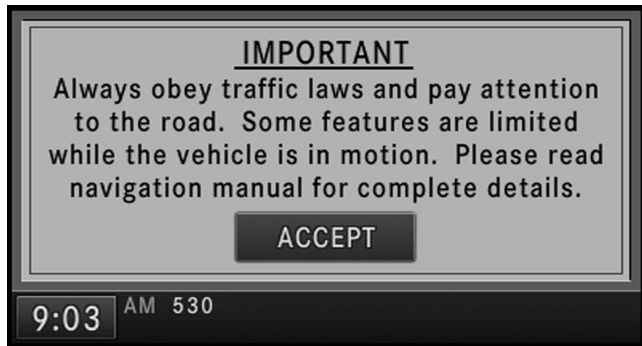 IMPORTANT
Always obey traffic laws and pay attention
to the road. Some features are limited
while the vehicle is in motion. Please read
navigation manual for complete details.
ACCEPT
9:03 AM 530